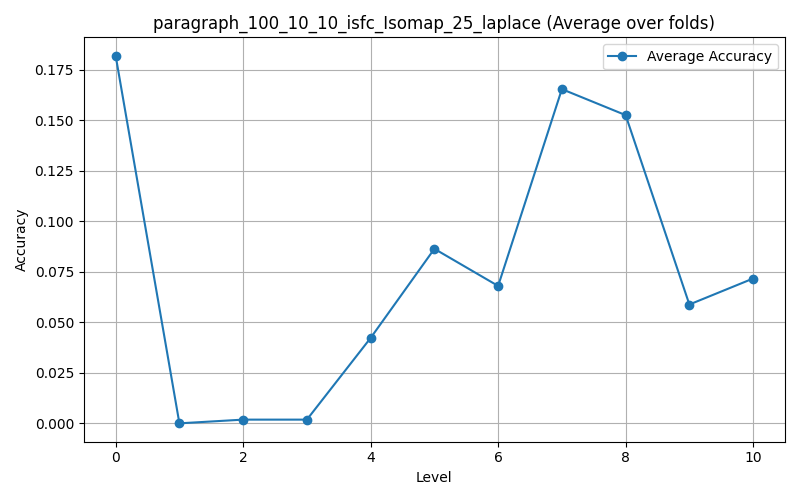 paragraph_100_10_10_isfc_Isomap_25_laplace (Average over folds)
Average Accuracy
0.175
0.150
0.125
0.100
0.075
0.050
0.025
0.000
Accuracy
0 2 4 6 8 10
Level